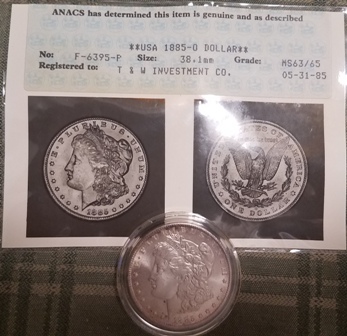 ANACS has determined this item is genuine and as described
**USA 1885-O DOLLAR**
No: F-6395-P Size: 38.1mm Grade: MS63/65
Registered to: T & W INVESTMENT CO. 05-31-85
E·PLURIBUS·UNUM
1885
UNITED STATES OF AMERICA
ONE DOLLAR